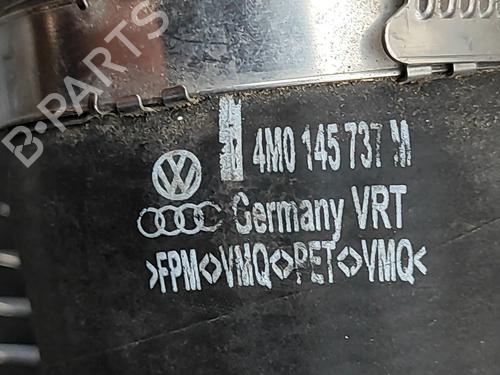 B-PARTS
4M0 145 737 M
Germany VRT
>FPM<>VMQ<>PET<>VMQ<